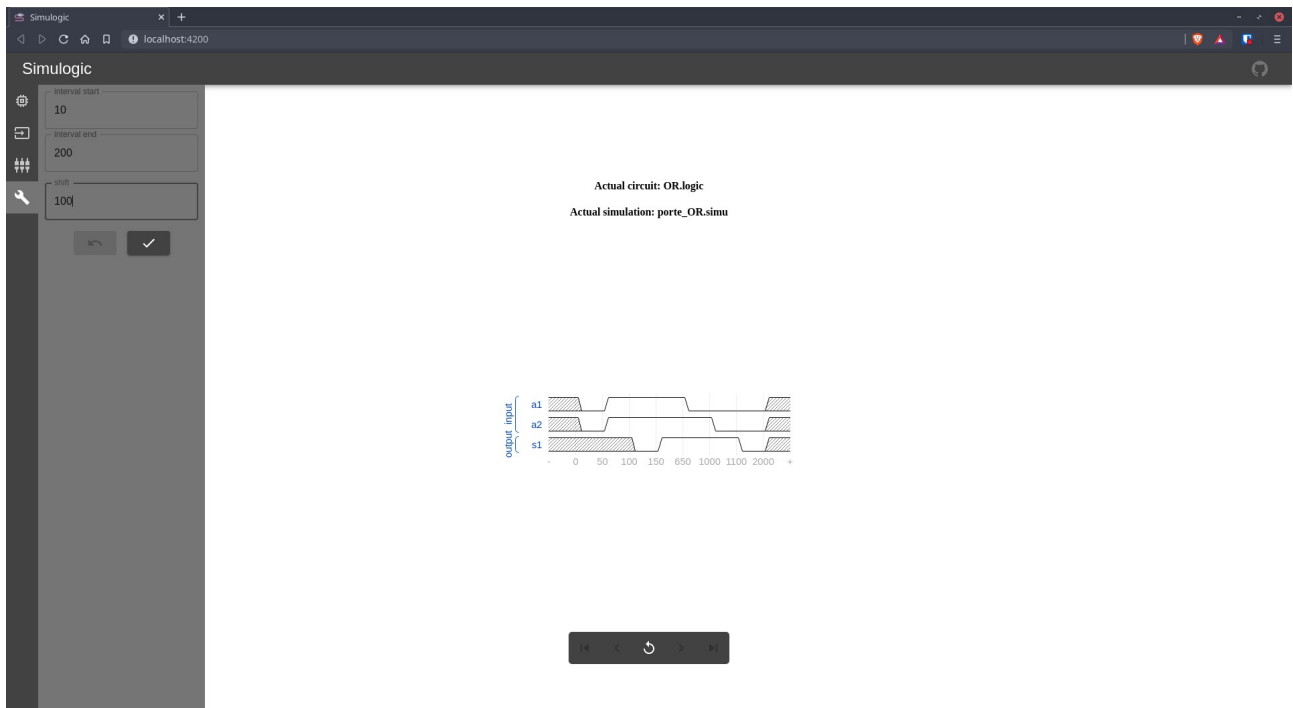 Simulogic
localhost:4200
Simulogic
interval start
10
interval end
200
shift
100
Actual circuit: OR.logic
Actual simulation: porte_OR.simu
input
output
a1
a2
s1
- 0 50 100 150 650 1000 1100 2000 +